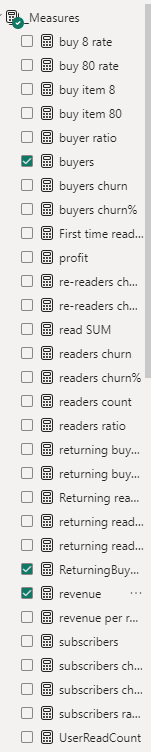 _Measures
buy 8 rate
buy 80 rate
buy item 8
buy item 80
buyer ratio
buyers
buyers churn
buyers churn%
First time read...
profit
re-readers ch...
re-readers ch...
read SUM
readers churn
readers churn%
readers count
readers ratio
returning buy...
returning buy...
Returning rea...
returning read...
returning read...
ReturningBuy...
revenue
revenue per r...
subscribers
subscribers ch...
subscribers ch...
subscribers ra...
UserReadCount